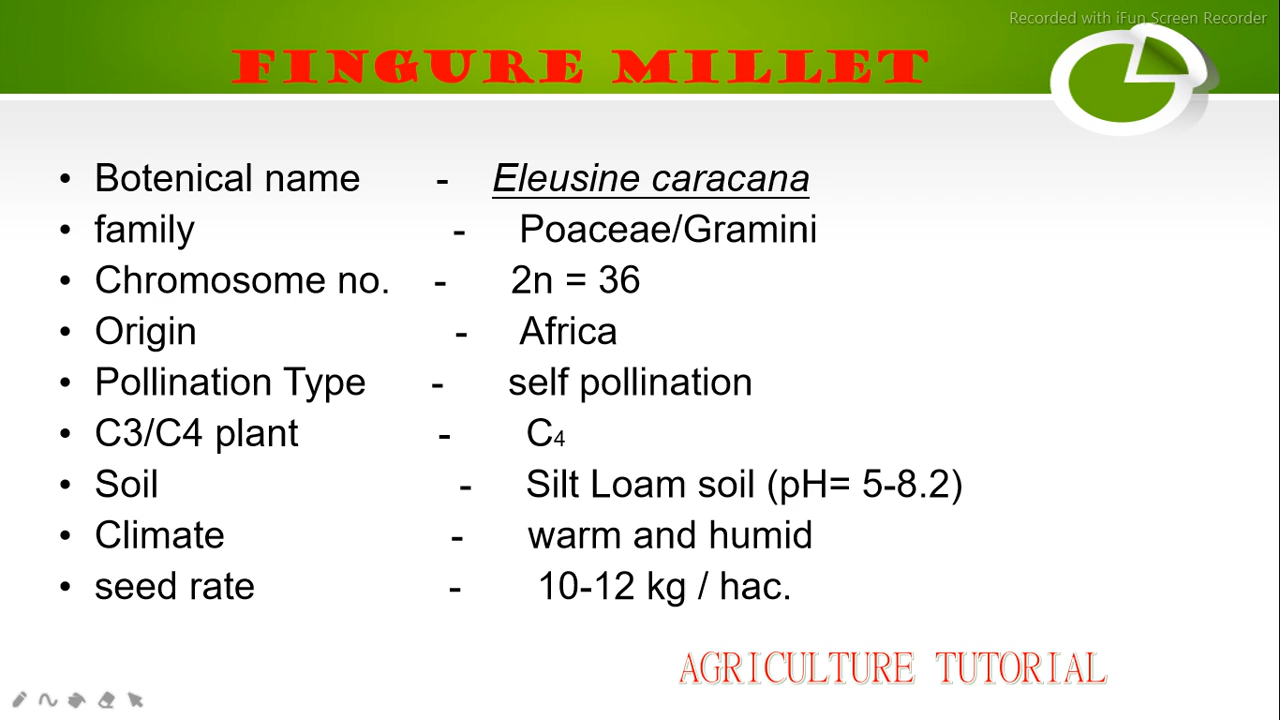 Recorded with iFun Screen Recorder
FINGURE MILLET
• Botenical name - Eleusine caracana
• family - Poaceae/Gramini
• Chromosome no. - 2n = 36
• Origin - Africa
• Pollination Type - self pollination
• C3/C4 plant - C₄
• Soil - Silt Loam soil (pH= 5-8.2)
• Climate - warm and humid
• seed rate - 10-12 kg / hac.
AGRICULTURE TUTORIAL